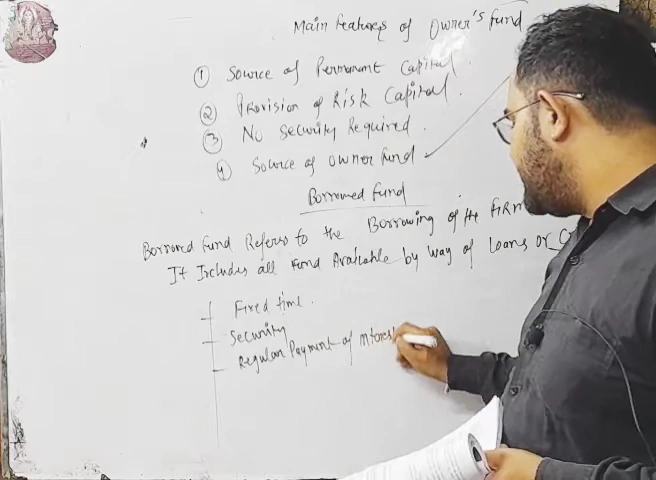 Main features of Owner's fund
① Source of Permanant Capital.
② Provision of Risk Capital.
③ No security Required.
④ Source of owner fund
Borrowed fund
Borrowed Fund Refers to the Borrowing of the FIRM
It Includes all Fund Available by way of Loans or
Fixed time.
Security
Regular Payment of nteres